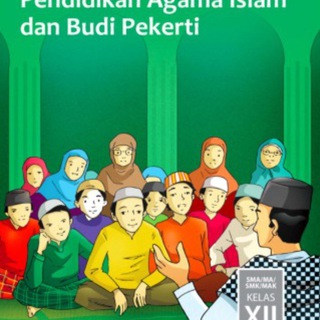 Pendidikan Agama Islam
dan Budi Pekerti
SMA/MA/
SMK/MAK
KELAS
XII